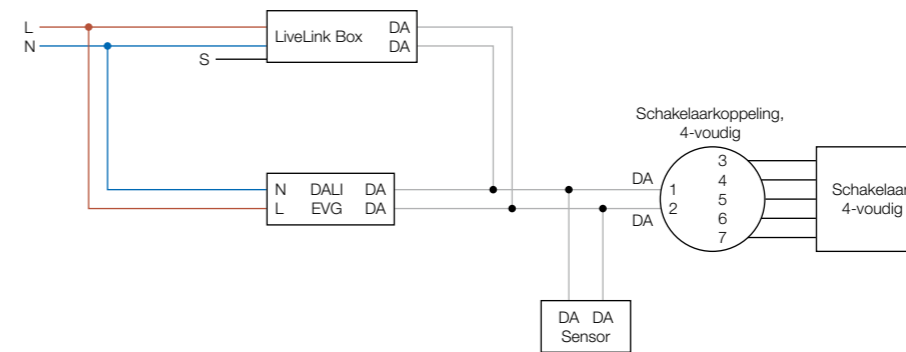 L
N
S
LiveLink Box
DA
DA
N DALI DA
L EVG DA
Schakelaarkoppeling,
4-voudig
DA
DA
1
2
3
4
5
6
7
Schakelaar
4-voudig
DA DA
Sensor